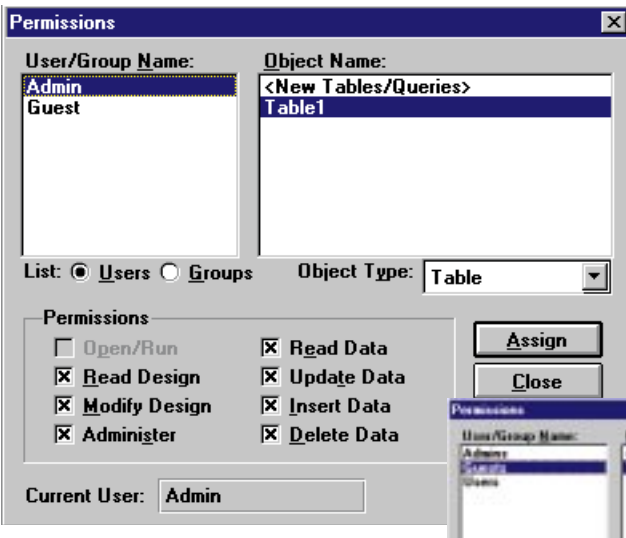 Permissions
User/Group Name:
Object Name:
Admin
Guest
<New Tables/Queries>
Table1
List: Users Groups
Object Type: Table
Permissions
Open/Run
Read Design
Modify Design
Administer
Read Data
Update Data
Insert Data
Delete Data
Assign
Close
Current User: Admin
Permissions
User/Group Name:
Admins
Guests
Users